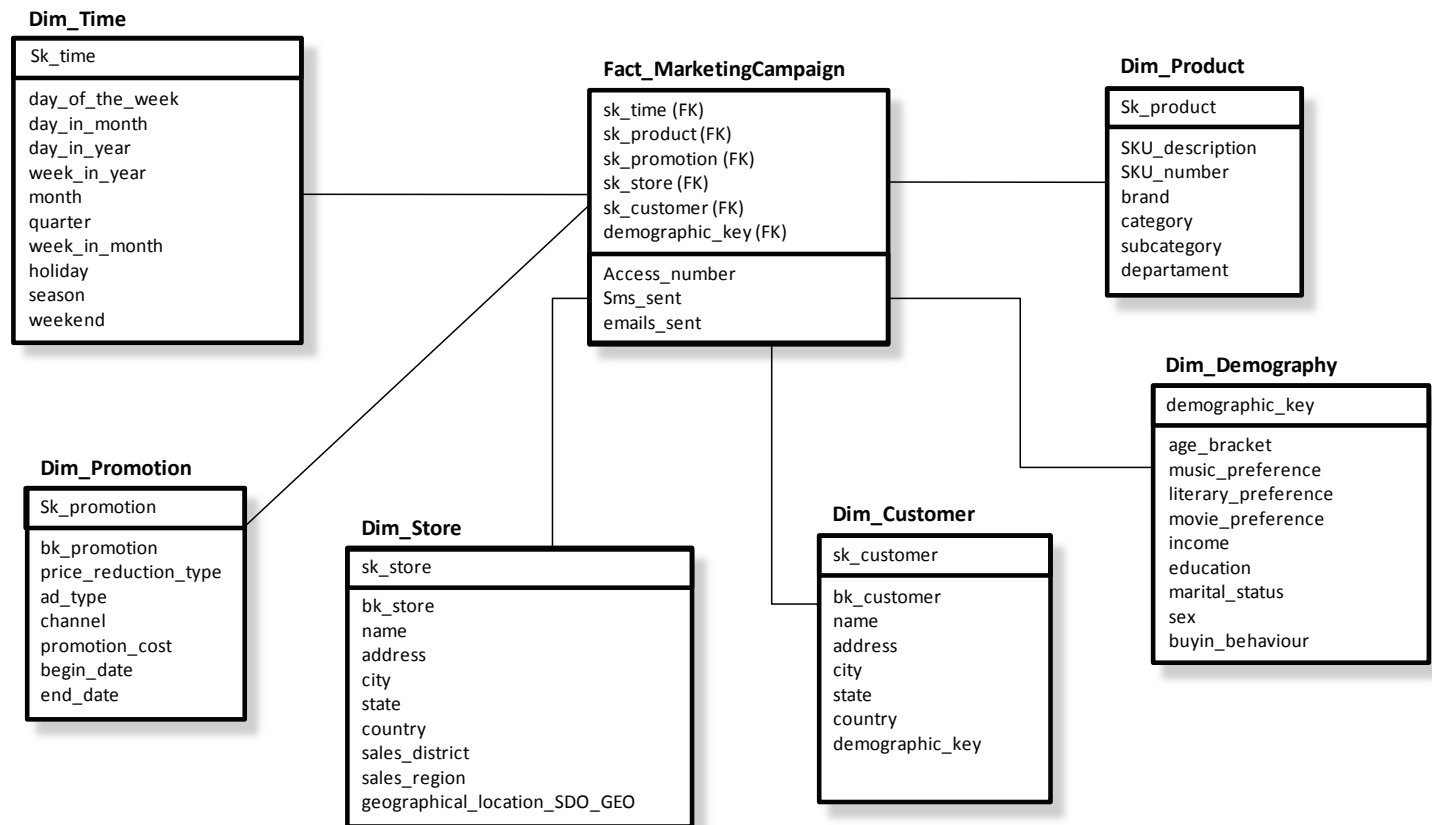 Dim_Time
Sk_time
day_of_the_week
day_in_month
day_in_year
week_in_year
month
quarter
week_in_month
holiday
season
weekend
Fact_MarketingCampaign
sk_time (FK)
sk_product (FK)
sk_promotion (FK)
sk_store (FK)
sk_customer (FK)
demographic_key (FK)
Access_number
Sms_sent
emails_sent
Dim_Product
Sk_product
SKU_description
SKU_number
brand
category
subcategory
departament
Dim_Demography
demographic_key
age_bracket
music_preference
literary_preference
movie_preference
income
education
marital_status
sex
buyin_behaviour
Dim_Promotion
Sk_promotion
bk_promotion
price_reduction_type
ad_type
channel
promotion_cost
begin_date
end_date
Dim_Store
sk_store
bk_store
name
address
city
state
country
sales_district
sales_region
geographical_location_SDO_GEO
Dim_Customer
sk_customer
bk_customer
name
address
city
state
country
demographic_key